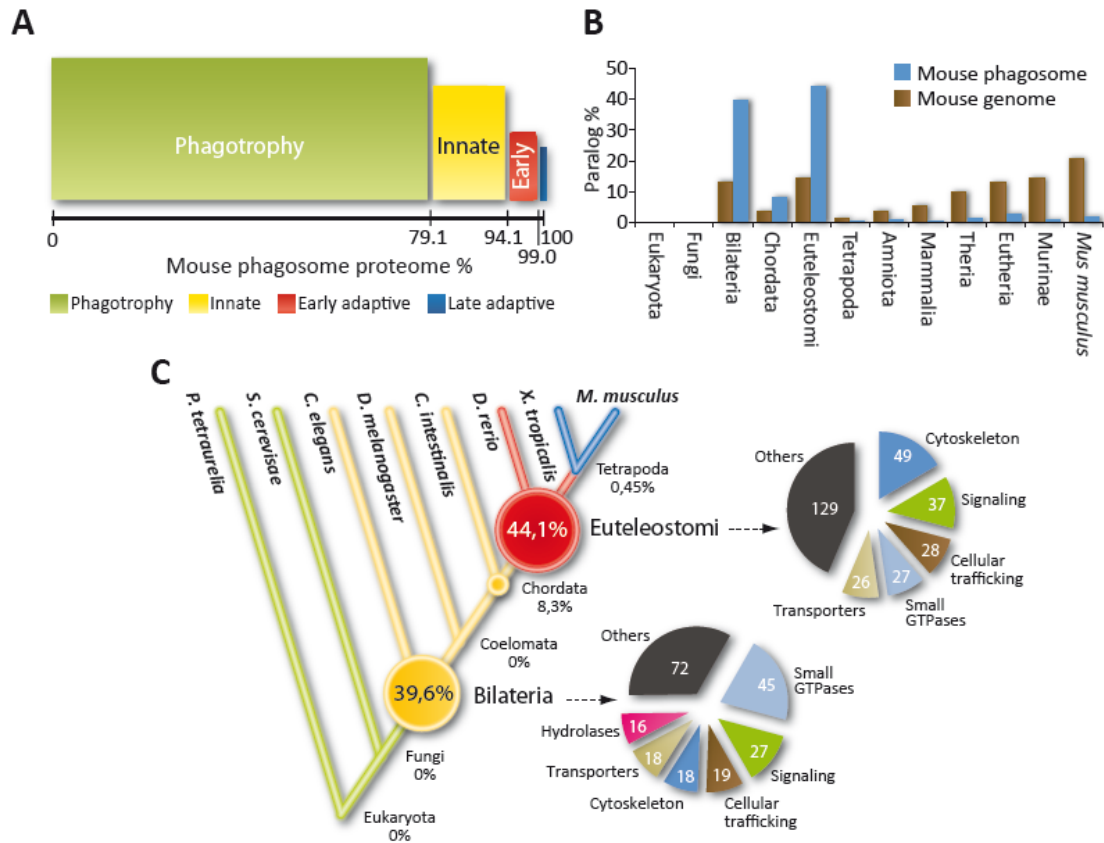 A
Phagotrophy
Innate
Early
0
79.1
94.1
99.0
100
Mouse phagosome proteome %
Phagotrophy
Innate
Early adaptive
Late adaptive
B
Paralog %
50
40
30
20
10
0
Mouse phagosome
Mouse genome
Eukaryota
Fungi
Bilateria
Chordata
Euteleostomi
Tetrapoda
Amniota
Mammalia
Theria
Eutheria
Murinae
Mus musculus
C
P. tetraurelia
S. cerevisae
C. elegans
D. melanogaster
C. intestinalis
D. rerio
X. tropicalis
M. musculus
Tetrapoda
0,45%
44,1%
Euteleostomi
Chordata
8,3%
Coelomata
0%
39,6%
Bilateria
Fungi
0%
Eukaryota
0%
Others
129
Cytoskeleton
49
Signaling
37
Cellular
trafficking
28
Small
GTPases
27
Transporters
26
Others
72
Small
GTPases
45
Signaling
27
Cellular
trafficking
19
Cytoskeleton
18
Transporters
18
Hydrolases
16